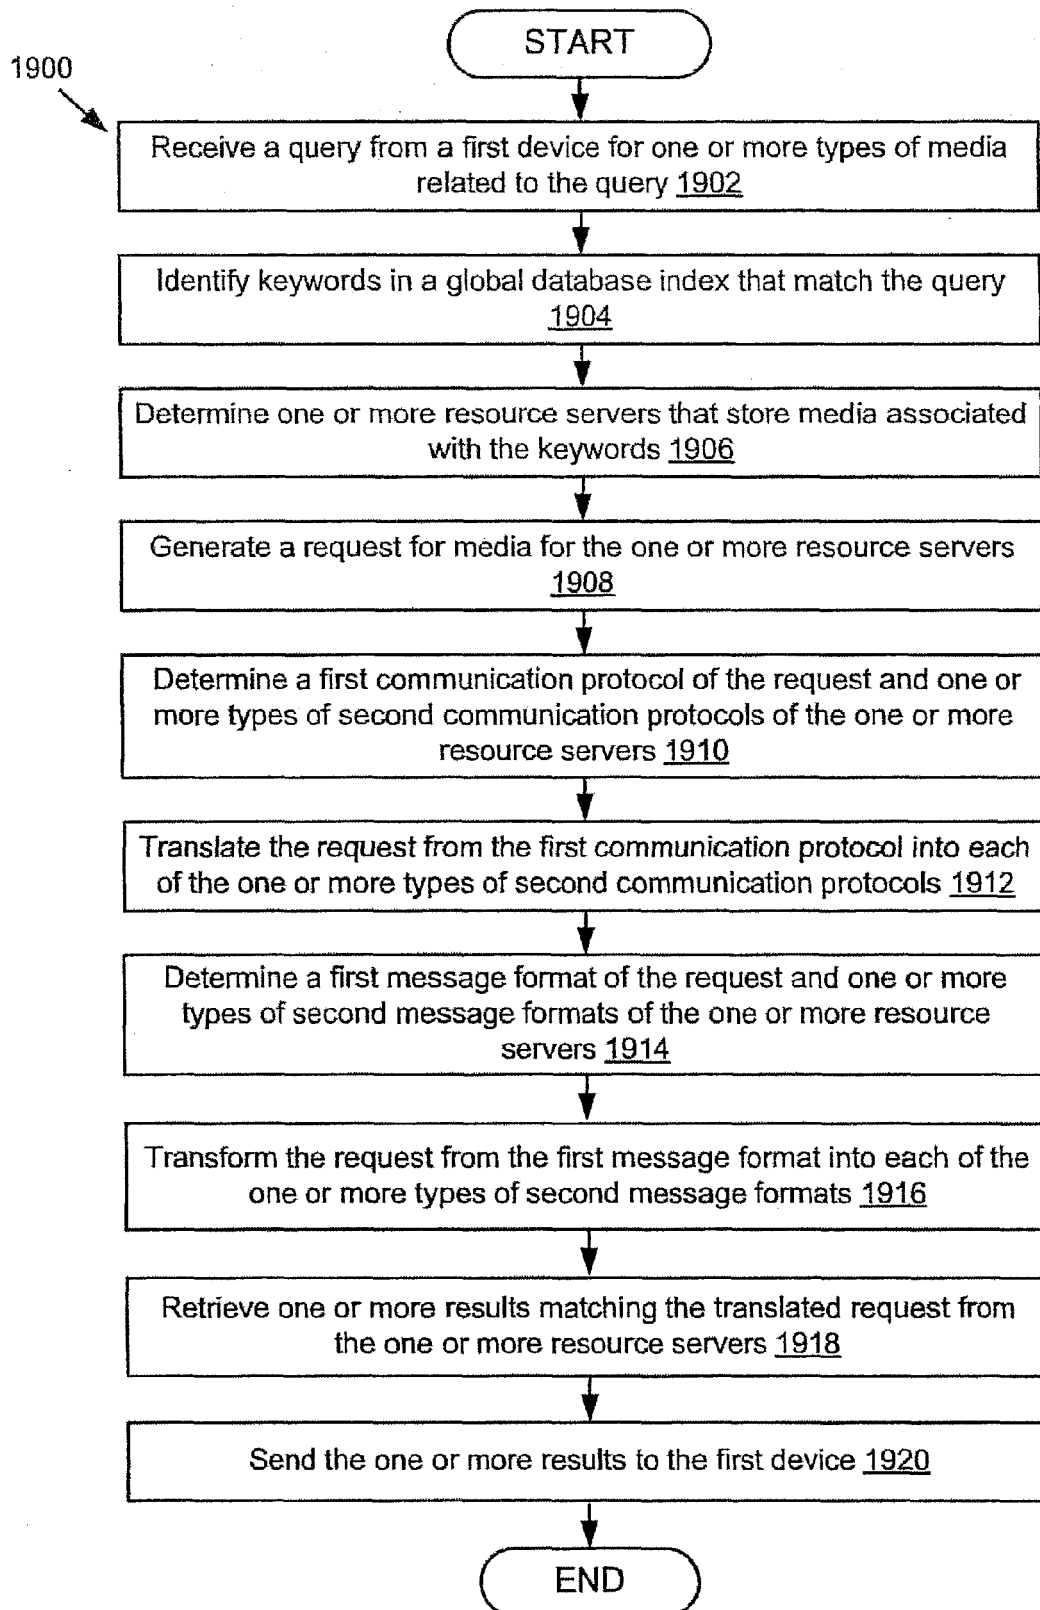 START
1900
Receive a query from a first device for one or more types of media
related to the query 1902
Identify keywords in a global database index that match the query
1904
Determine one or more resource servers that store media associated
with the keywords 1906
Generate a request for media for the one or more resource servers
1908
Determine a first communication protocol of the request and one or
more types of second communication protocols of the one or more
resource servers 1910
Translate the request from the first communication protocol into each
of the one or more types of second communication protocols 1912
Determine a first message format of the request and one or more
types of second message formats of the one or more resource
servers 1914
Transform the request from the first message format into each of the
one or more types of second message formats 1916
Retrieve one or more results matching the translated request from
the one or more resource servers 1918
Send the one or more results to the first device 1920
END